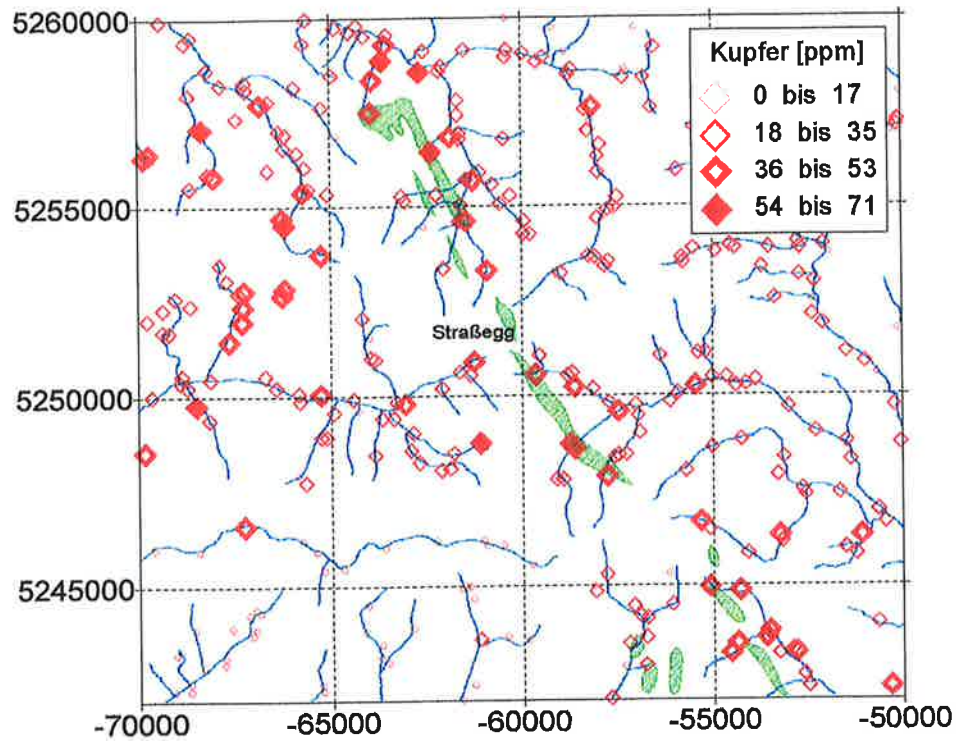 5260000
5255000
5250000
5245000
-70000 -65000 -60000 -55000 -50000
Kupfer [ppm]
0 bis 17
18 bis 35
36 bis 53
54 bis 71
Straßegg